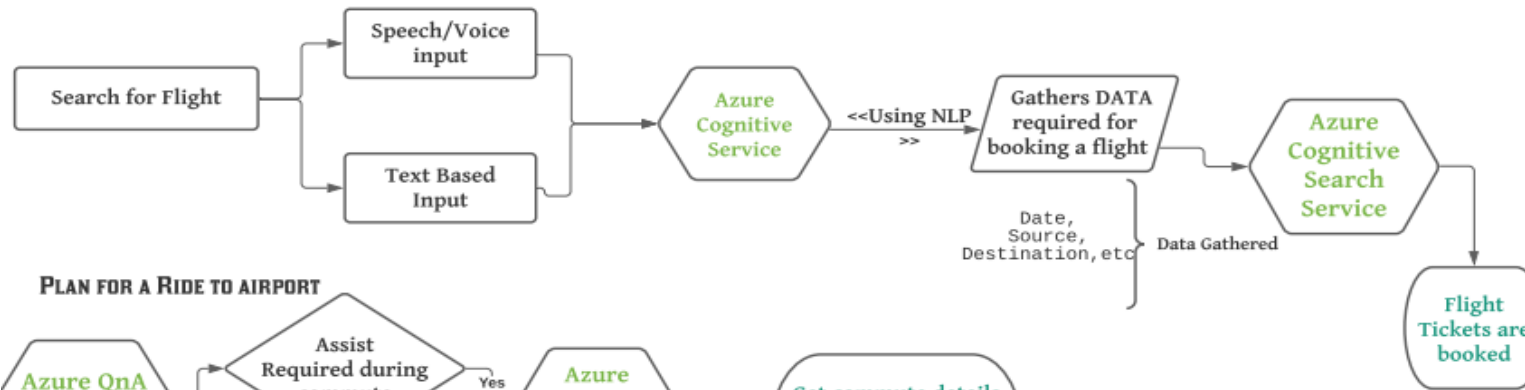 Speech/Voice
input
Search for Flight
Text Based
Input
Azure
Cognitive
Service
<<Using NLP
>>
Gathers DATA
required for
booking a flight
Azure
Cognitive
Search
Service
Date,
Source,
Destination,etc
Data Gathered
Flight
Tickets are
booked
PLAN FOR A RIDE TO AIRPORT
Azure QnA
Assist
Required during
Yes
Azure